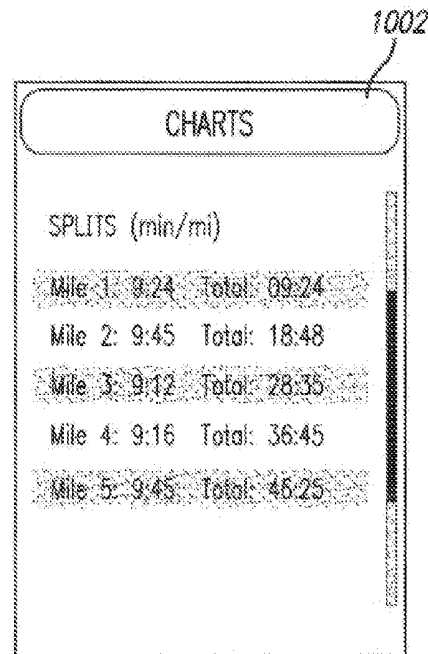 1002
CHARTS
SPLITS (min/mi)
Mile 1: 9:24 Total: 09:24
Mile 2: 9:45 Total: 18:48
Mile 3: 9:12 Total: 28:35
Mile 4: 9:16 Total: 36:45
Mile 5: 9:45 Total: 46:25